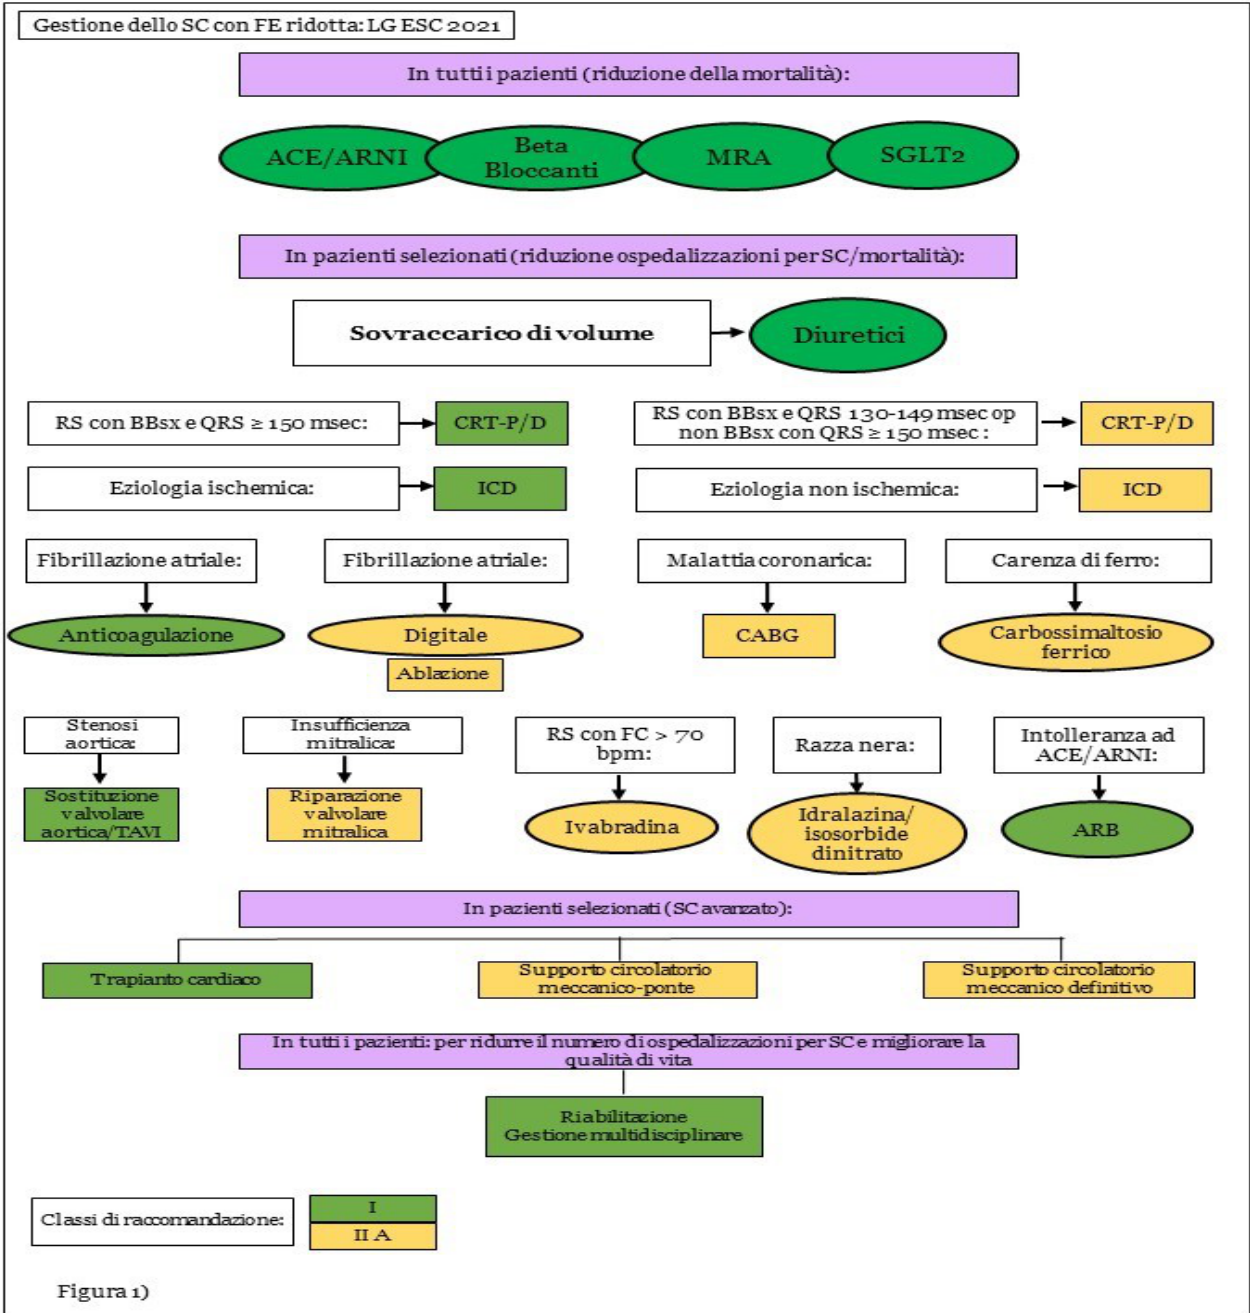 Gestione dello SC con FE ridotta: LG ESC 2021
In tutti i pazienti (riduzione della mortalità):
ACE/ARNI
Beta
Bloccanti
MRA
SGLT2
In pazienti selezionati (riduzione ospedalizzazioni per SC/mortalità):
Sovraccarico di volume
Diuretici
RS con BBsx e QRS ≥ 150 msec:
CRT-P/D
RS con BBsx e QRS 130-149 msec op
non BBsx con QRS ≥ 150 msec :
CRT-P/D
Eziologia ischemica:
ICD
Eziologia non ischemica:
ICD
Fibrillazione atriale:
Anticoagulazione
Fibrillazione atriale:
Digitale
Ablazione
Malattia coronarica:
CABG
Carenza di ferro:
Carbossimaltosio
ferrico
Stenosi
aortica:
Sostituzione
valvolare
aortica/TAVI
Insufficienza
mitralica:
Riparazione
valvolare
mitralica
RS con FC > 70
bpm:
Ivabradina
Razza nera:
Idralazina/
isosorbide
dinitrato
Intolleranza ad
ACE/ARNI:
ARB
In pazienti selezionati (SC avanzato):
Trapianto cardiaco
Supporto circolatorio
meccanico-ponte
Supporto circolatorio
meccanico definitivo
In tutti i pazienti: per ridurre il numero di ospedalizzazioni per SC e migliorare la
qualità di vita
Riabilitazione
Gestione multidisciplinare
Classi di raccomandazione:
I
II A
Figura 1)